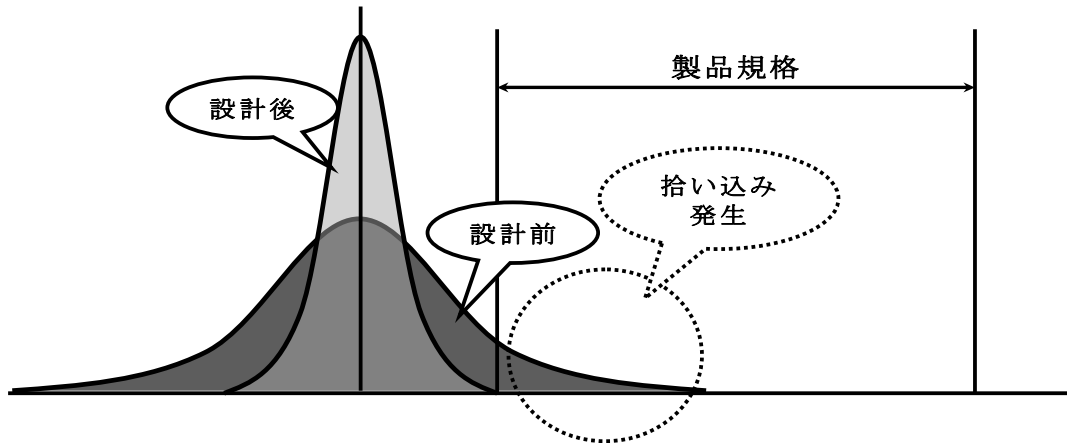 製品規格
設計後
拾い込み
発生
設計前